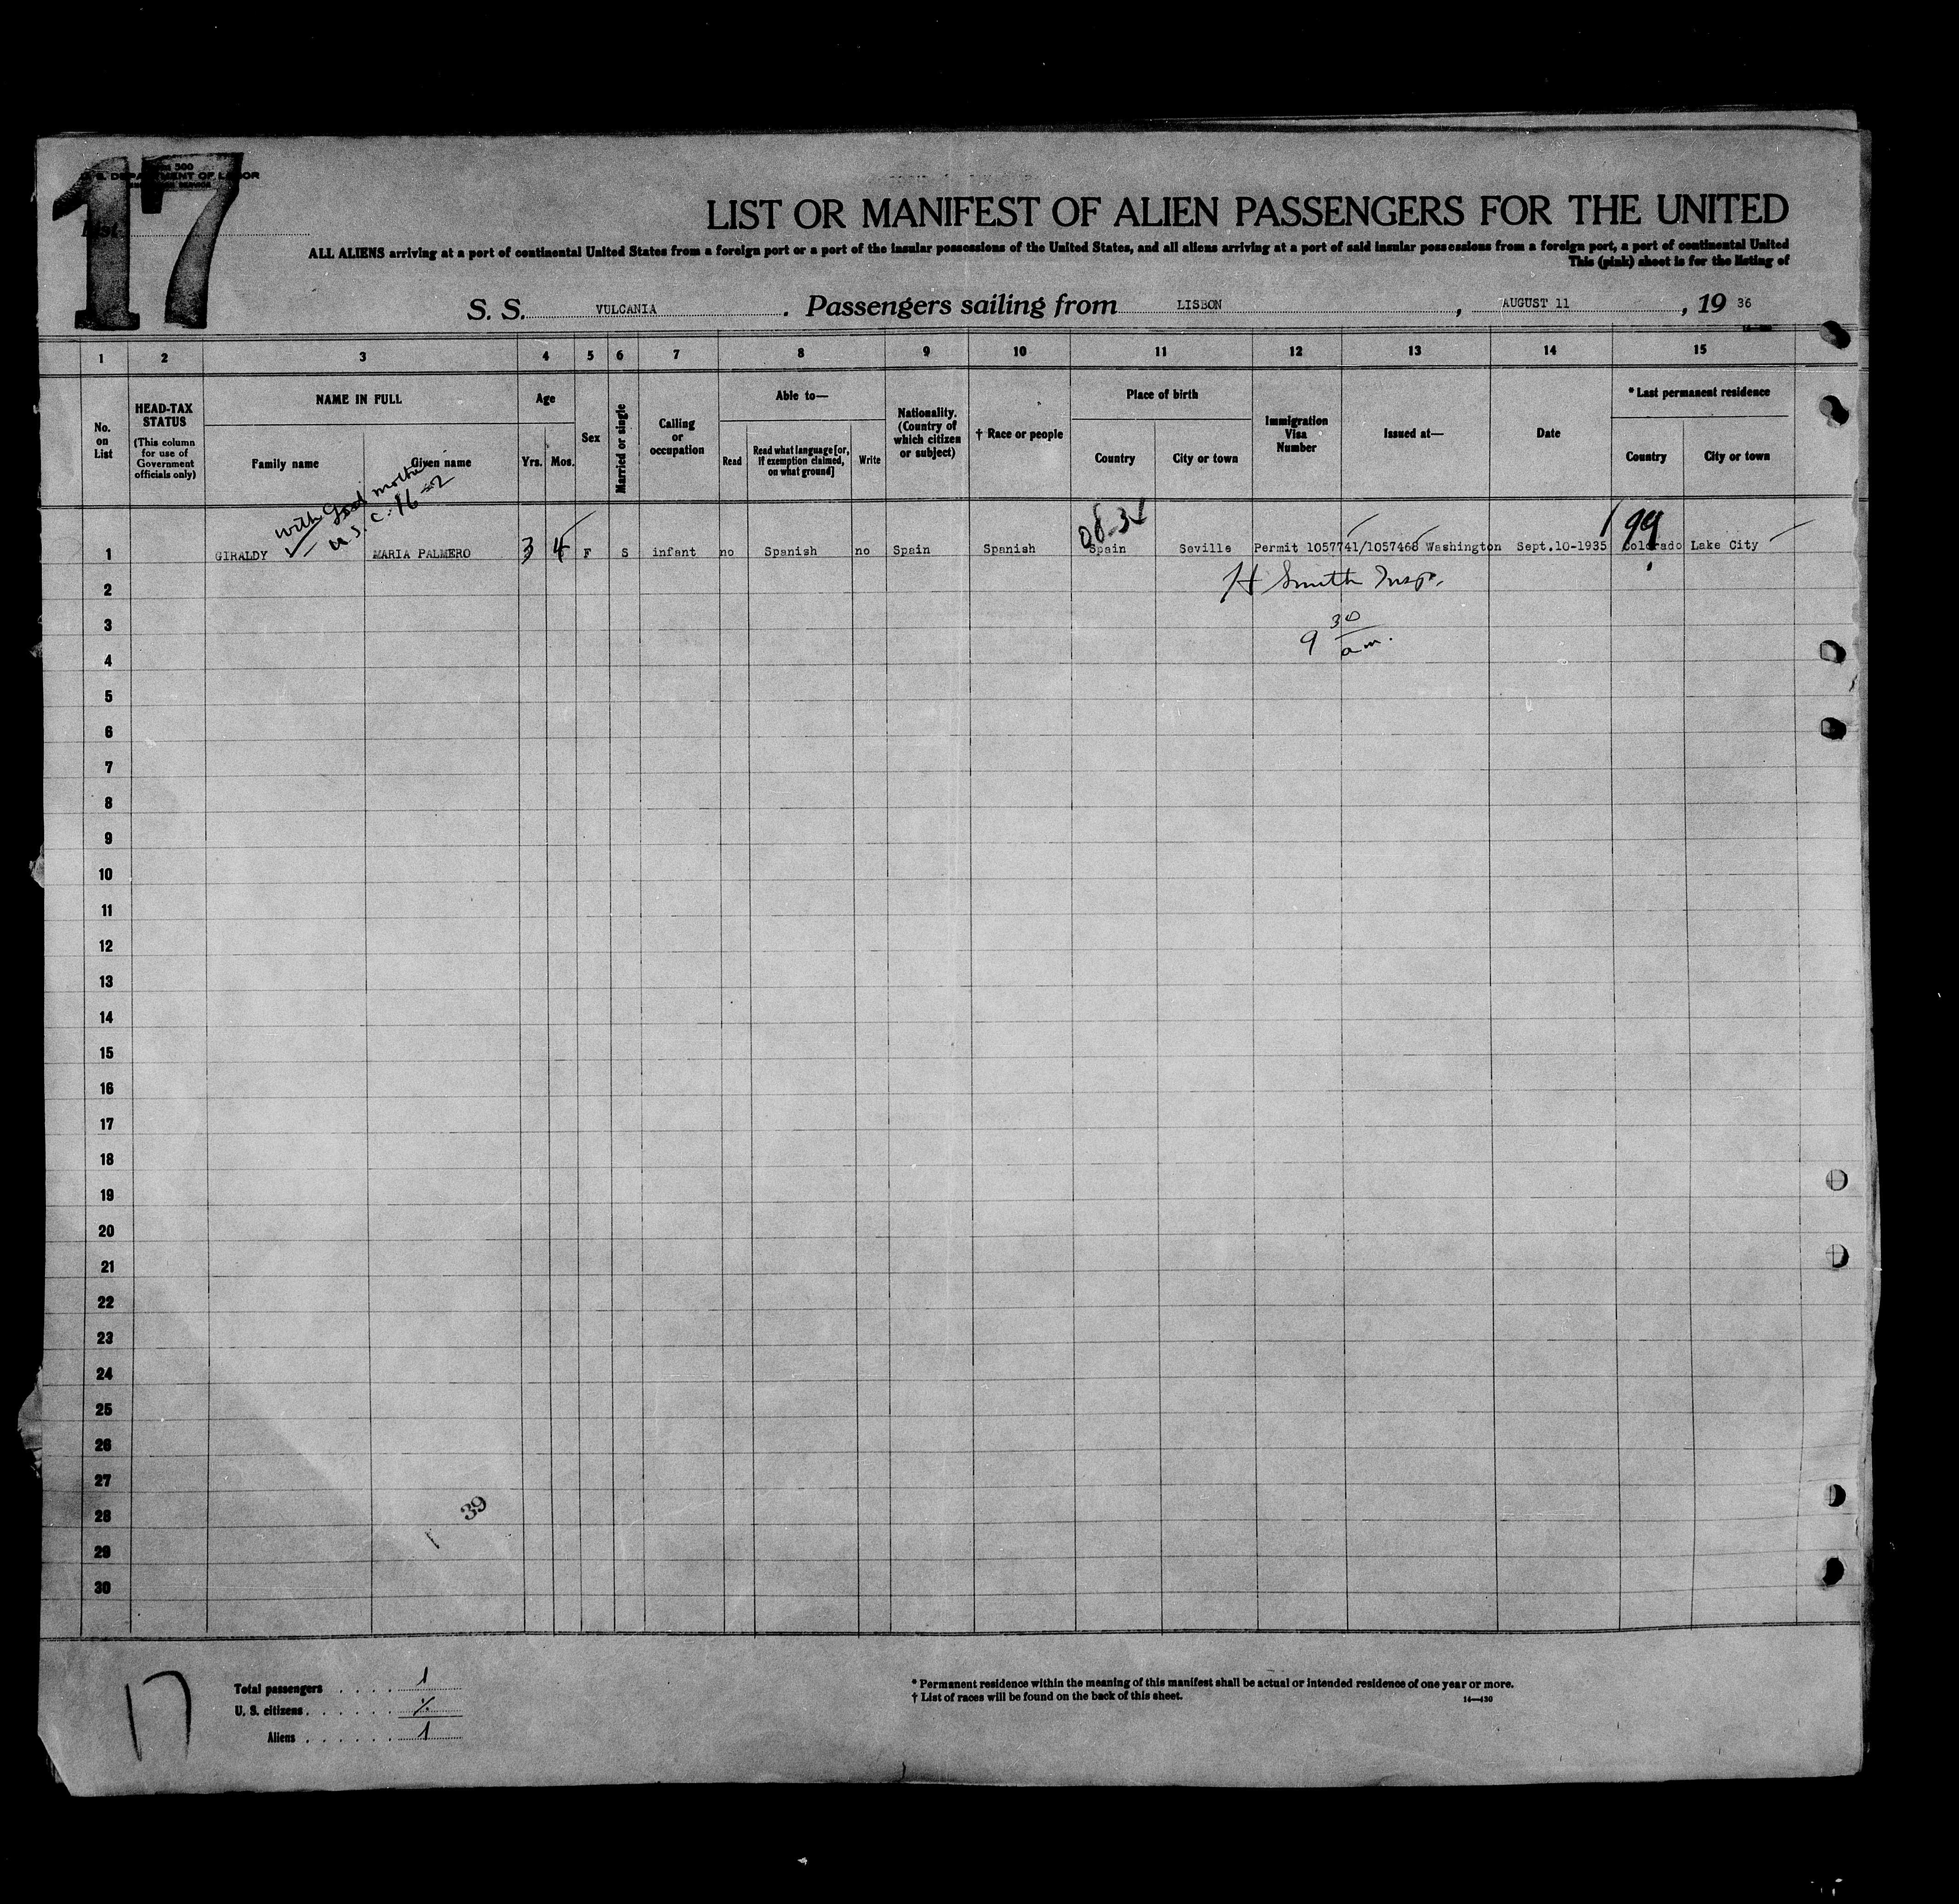 17
500
U. S. DEPARTMENT OF LABOR
List
LIST OR MANIFEST OF ALIEN PASSENGERS FOR THE UNITED
ALL ALIENS arriving at a port of continental United States from a foreign port or a port of the insular possessions of the United States, and all aliens arriving at a port of said insular possessions from a foreign port, a port of continental United
This (pink) sheet is for the listing of
S. S. VULCANIA. Passengers sailing from LISBON, AUGUST 11, 19 36
1 2 3 4 5 6 7 8 9 10 11 12 13 14 15
No. on List
HEAD-TAX STATUS
(This column for use of Government officials only)
NAME IN FULL
Family name Given name
Age
Yrs. Mos.
Sex
Married or single
Calling or occupation
Able to—
Read
Read what language [or, if exemption claimed, on what ground]
Write
Nationality. (Country of which citizen or subject)
† Race or people
Place of birth
Country City or town
Immigration Visa Number
Issued at—
Date
* Last permanent residence
Country City or town
with good mother
U.S.C. 16-2
08-34
199
1 GIRALDY MARIA PALMERO 3 4 F S infant no Spanish no Spain Spanish Spain Seville Permit 1057741/1057468 Washington Sept.10-1935 Colorado Lake City
H Smith Insp.
9 30 a.m.
2
3
4
5
6
7
8
9
10
11
12
13
14
15
16
17
18
19
20
21
22
23
24
25
26
27
28
29
30
39
17
Total passengers . . . . 1
U. S. citizens . . . . . .
Aliens . . . . . . 1
* Permanent residence within the meaning of this manifest shall be actual or intended residence of one year or more.
† List of races will be found on the back of this sheet.
14—430